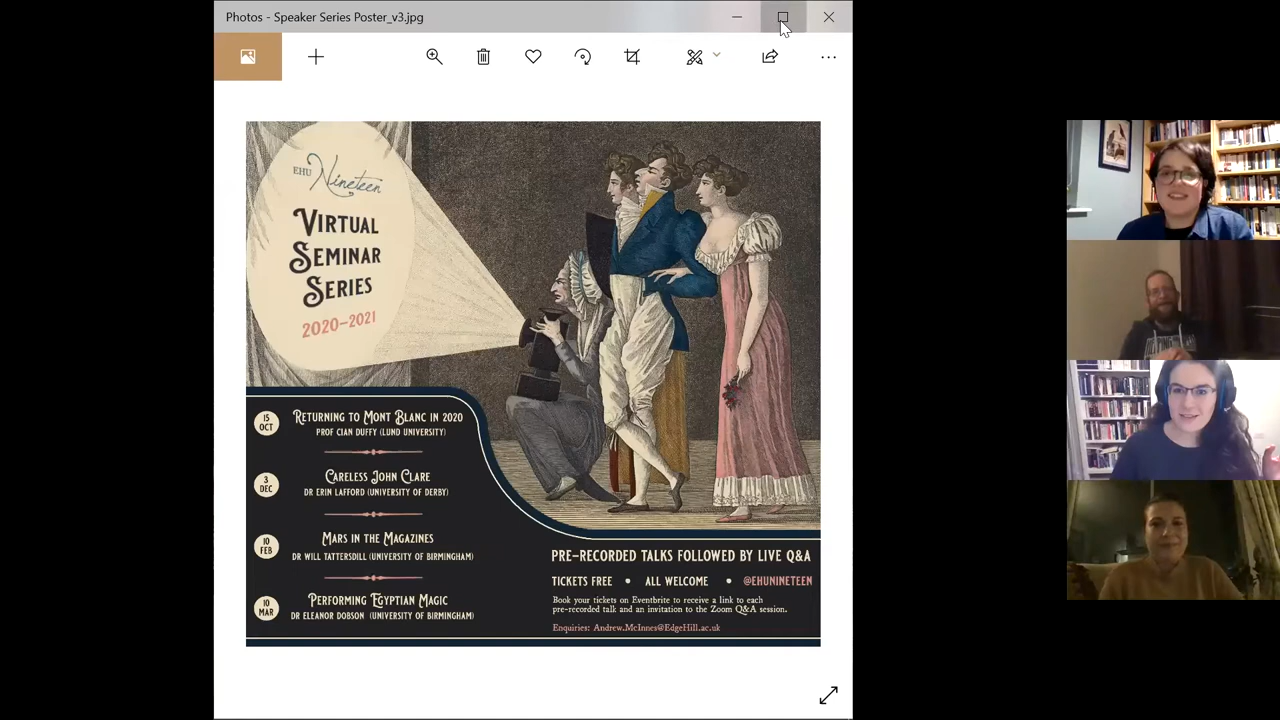 Photos - Speaker Series Poster_v3.jpg
EHU Nineteen
VIRTUAL
SEMINAR
SERIES
2020–2021
15 OCT
RETURNING TO MONT BLANC IN 2020
PROF CIAN DUFFY (LUND UNIVERSITY)
3 DEC
CARELESS JOHN CLARE
DR ERIN LAFFORD (UNIVERSITY OF DERBY)
10 FEB
MARS IN THE MAGAZINES
DR WILL TATTERSDILL (UNIVERSITY OF BIRMINGHAM)
10 MAR
PERFORMING EGYPTIAN MAGIC
DR ELEANOR DOBSON (UNIVERSITY OF BIRMINGHAM)
PRE-RECORDED TALKS FOLLOWED BY LIVE Q&A
TICKETS FREE • ALL WELCOME • @EHUNINETEEN
Book your tickets on Eventbrite to receive a link to each
pre-recorded talk and an invitation to the Zoom Q&A session.
Enquiries: Andrew.McInnes@EdgeHill.ac.uk